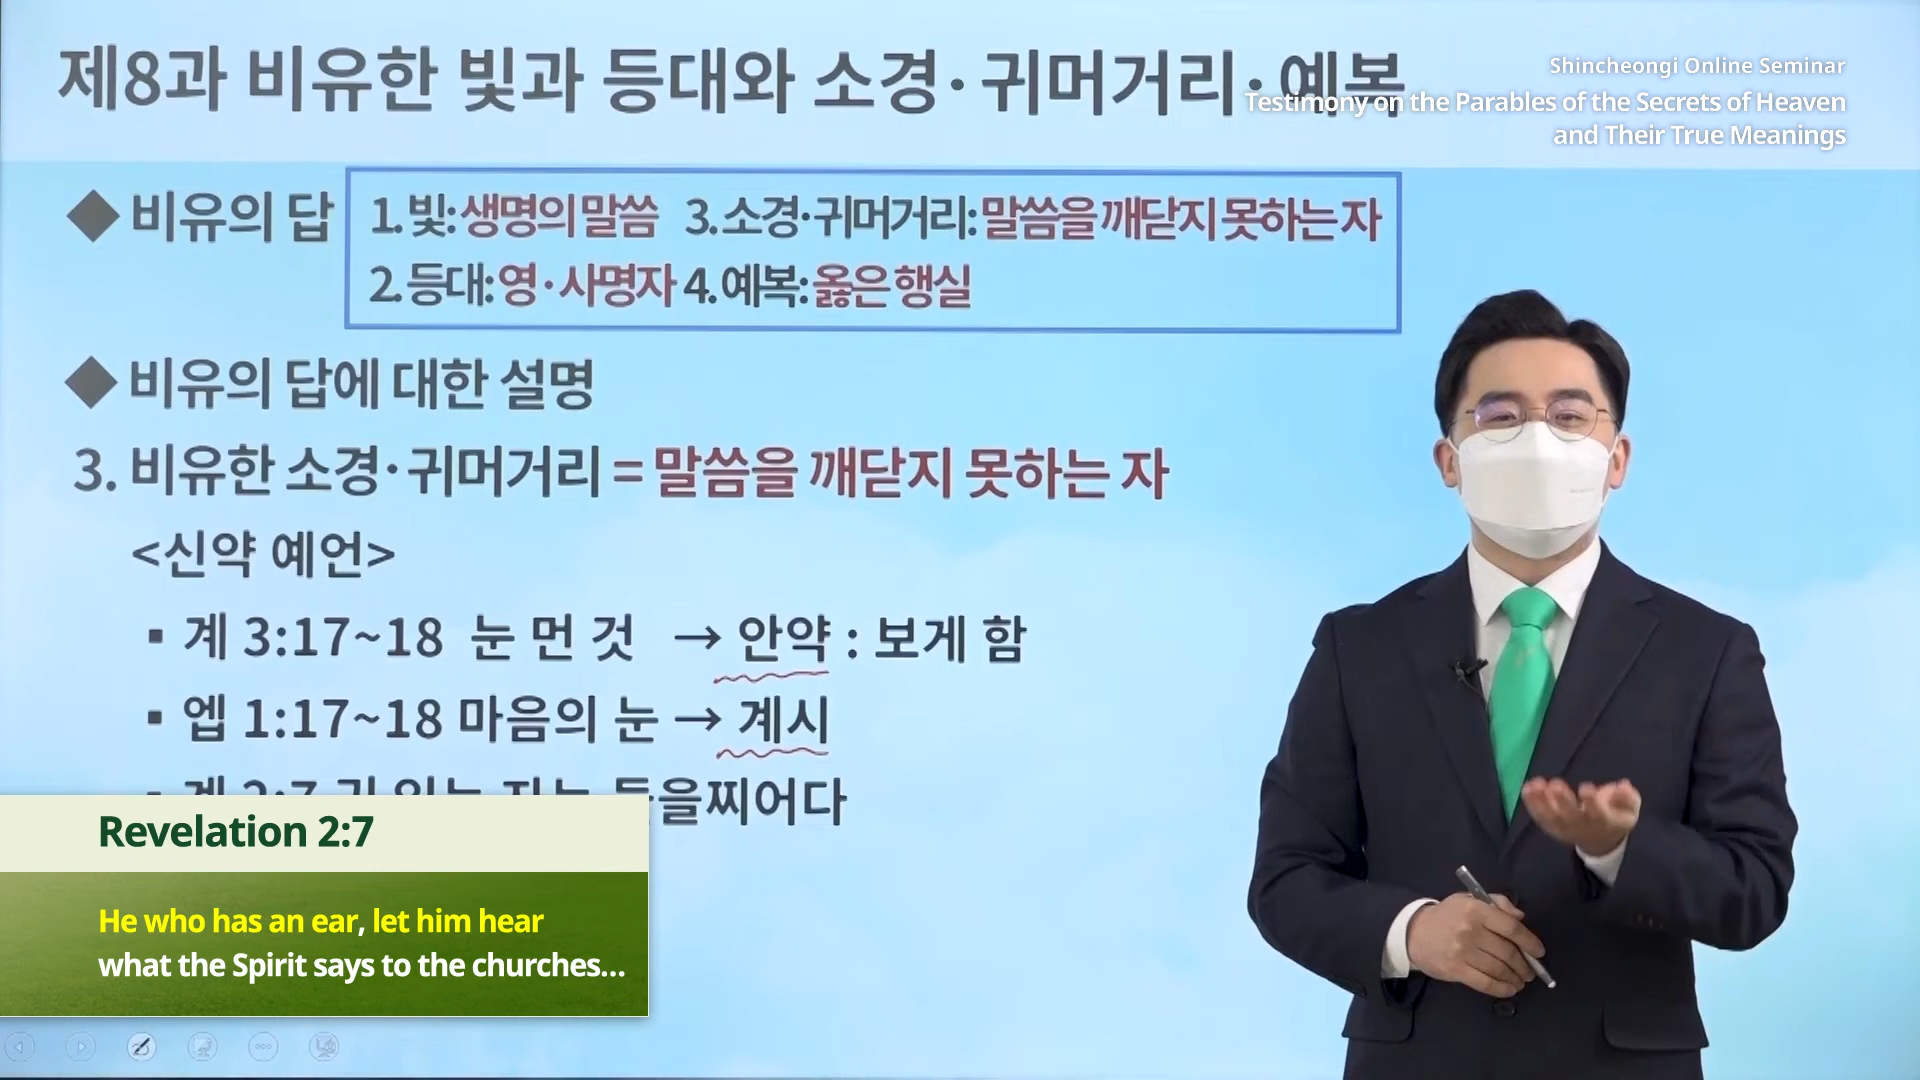 제8과 비유한 빛과 등대와 소경·귀머거리·예복
Shincheongi Online Seminar
Testimony on the Parables of the Secrets of Heaven
and Their True Meanings
◆ 비유의 답
1. 빛: 생명의 말씀 3. 소경·귀머거리: 말씀을 깨닫지 못하는 자
2. 등대: 영·사명자 4. 예복: 옳은 행실
◆ 비유의 답에 대한 설명
3. 비유한 소경·귀머거리 = 말씀을 깨닫지 못하는 자
<신약 예언>
▪ 계 3:17~18 눈 먼 것 → 안약 : 보게 함
▪ 엡 1:17~18 마음의 눈 → 계시
▪ 계 2:7 귀 있는 자는 들을찌어다
Revelation 2:7
He who has an ear, let him hear
what the Spirit says to the churches...